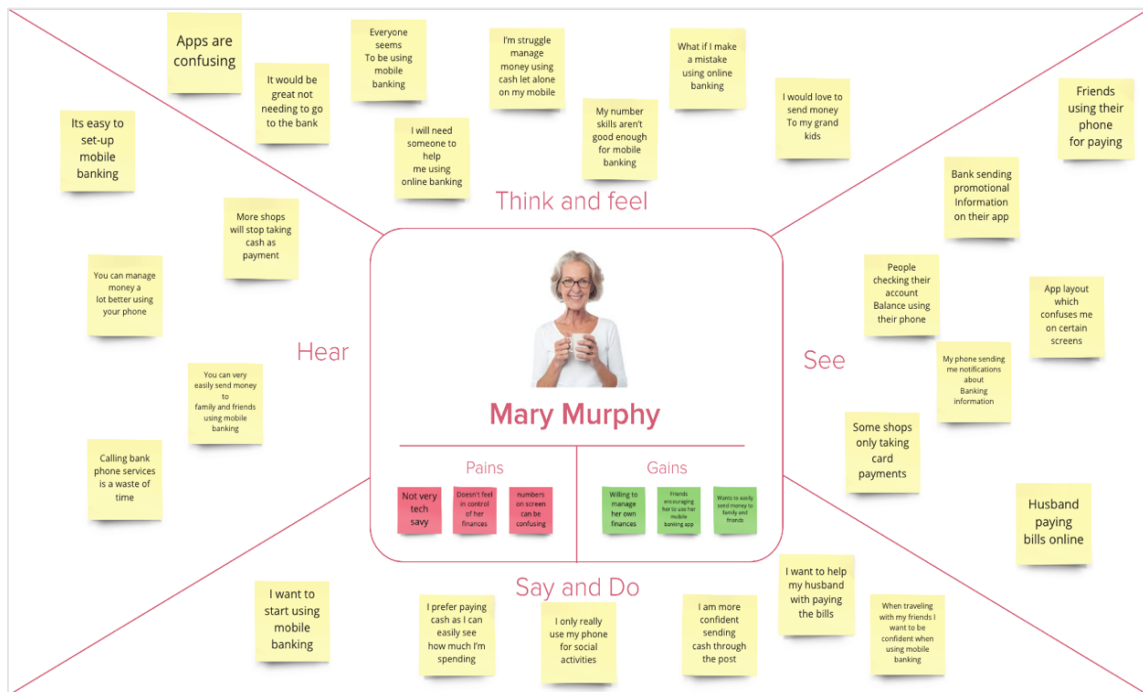 Apps are
confusing
It would be
great not
needing to go
to the bank
Everyone
seems
To be using
mobile
banking
I will need
someone to
help
me using
online banking
I'm struggle
manage
money using
cash let alone
on my mobile
My number
skills aren't
good enough
for mobile
banking
What if I make
a mistake
using online
banking
I would love to
send money
To my grand
kids
Think and feel
Its easy to
set-up
mobile
banking
More shops
will stop taking
cash as
payment
You can manage
money a
lot better using
your phone
You can very
easily send money
to
family and friends
using mobile
banking
Calling bank
phone services
is a waste of
time
Hear
Friends
using their
phone
for paying
Bank sending
promotional
Information
on their app
People
checking their
account
Balance using
their phone
App layout
which
confuses me
on certain
screens
My phone sending
me notifications
about
Banking
information
Some shops
only taking
card
payments
Husband
paying
bills online
See
Mary Murphy
Pains
Not very
tech
savy
Doesn't feel
in control
of her
finances
numbers
on screen
can be
confusing
Gains
Willing to
manage
her own
finances
Friends
encouraging
her to use her
mobile
banking app
Wants to easily
send money to
family and
friends
Say and Do
I want to
start using
mobile
banking
I prefer paying
cash as I can
easily see
how much I'm
spending
I only really
use my phone
for social
activities
I am more
confident
sending
cash through
the post
I want to help
my husband
with paying
the bills
When traveling
with my friends I
want to be
confident when
using mobile
banking